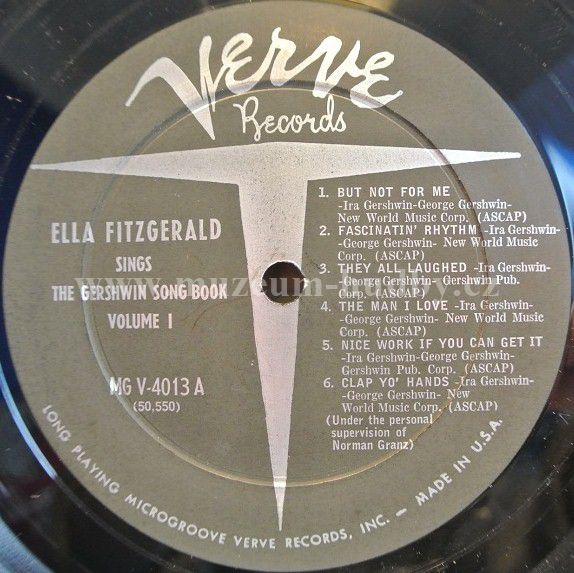 Verve
Records
ELLA FITZGERALD
SINGS
THE GERSHWIN SONG BOOK
VOLUME 1
MG V-4013 A
(50,550)
1. BUT NOT FOR ME
-Ira Gershwin-George Gershwin-
New World Music Corp. (ASCAP)
2. FASCINATIN' RHYTHM -Ira Gershwin-
-George Gershwin- New World Music
Corp. (ASCAP)
3. THEY ALL LAUGHED -Ira Gershwin-
-George Gershwin- Gershwin Pub.
Corp. (ASCAP)
4. THE MAN I LOVE -Ira Gershwin-
-George Gershwin- New World Music
Corp. (ASCAP)
5. NICE WORK IF YOU CAN GET IT
-Ira Gershwin-George Gershwin-
Gershwin Pub. Corp. (ASCAP)
6. CLAP YO' HANDS -Ira Gershwin-
-George Gershwin- New
World Music Corp. (ASCAP)
(Under the personal
supervision of
Norman Granz)
LONG PLAYING MICROGROOVE VERVE RECORDS, INC. — MADE IN U.S.A.
www.muzeum-hudby.cz